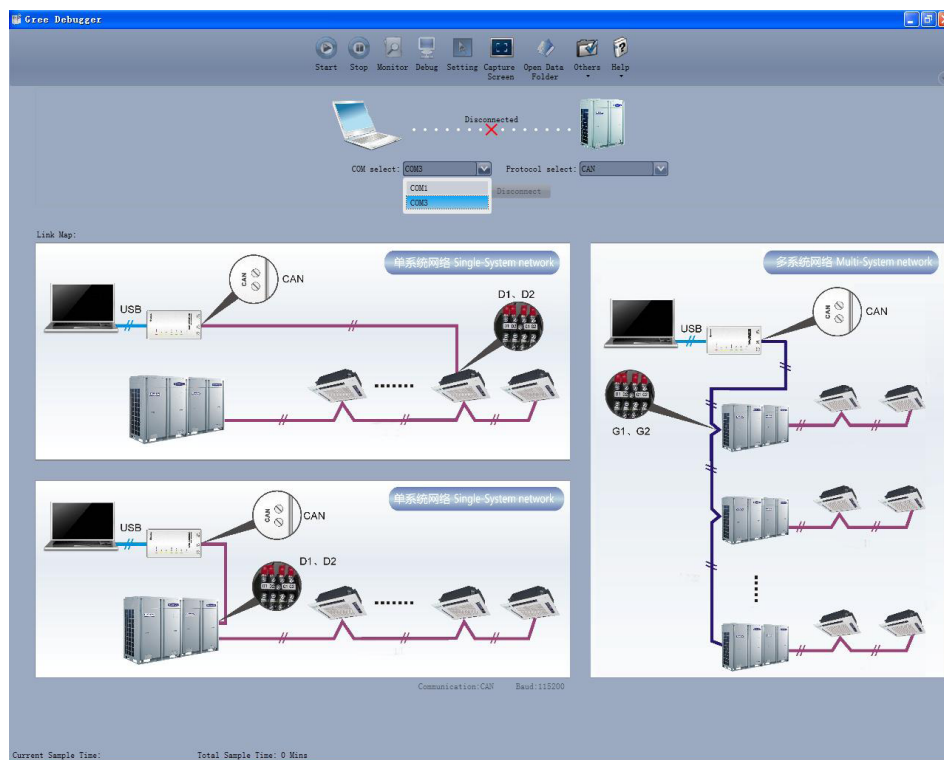 Gree Debugger
Start Stop Monitor Debug Setting Capture Screen Open Data Folder Others Help
Disconnected
COM select: COM3 Protocol select: CAN
COM1
COM3
Disconnect
Link Map:
单系统网络 Single-System network
CAN
CAN
USB
D1、D2
单系统网络 Single-System network
CAN
CAN
USB
D1、D2
多系统网络 Multi-System network
CAN
CAN
USB
G1、G2
Communication:CAN Baud:115200
Current Sample Time: Total Sample Time: 0 Mins